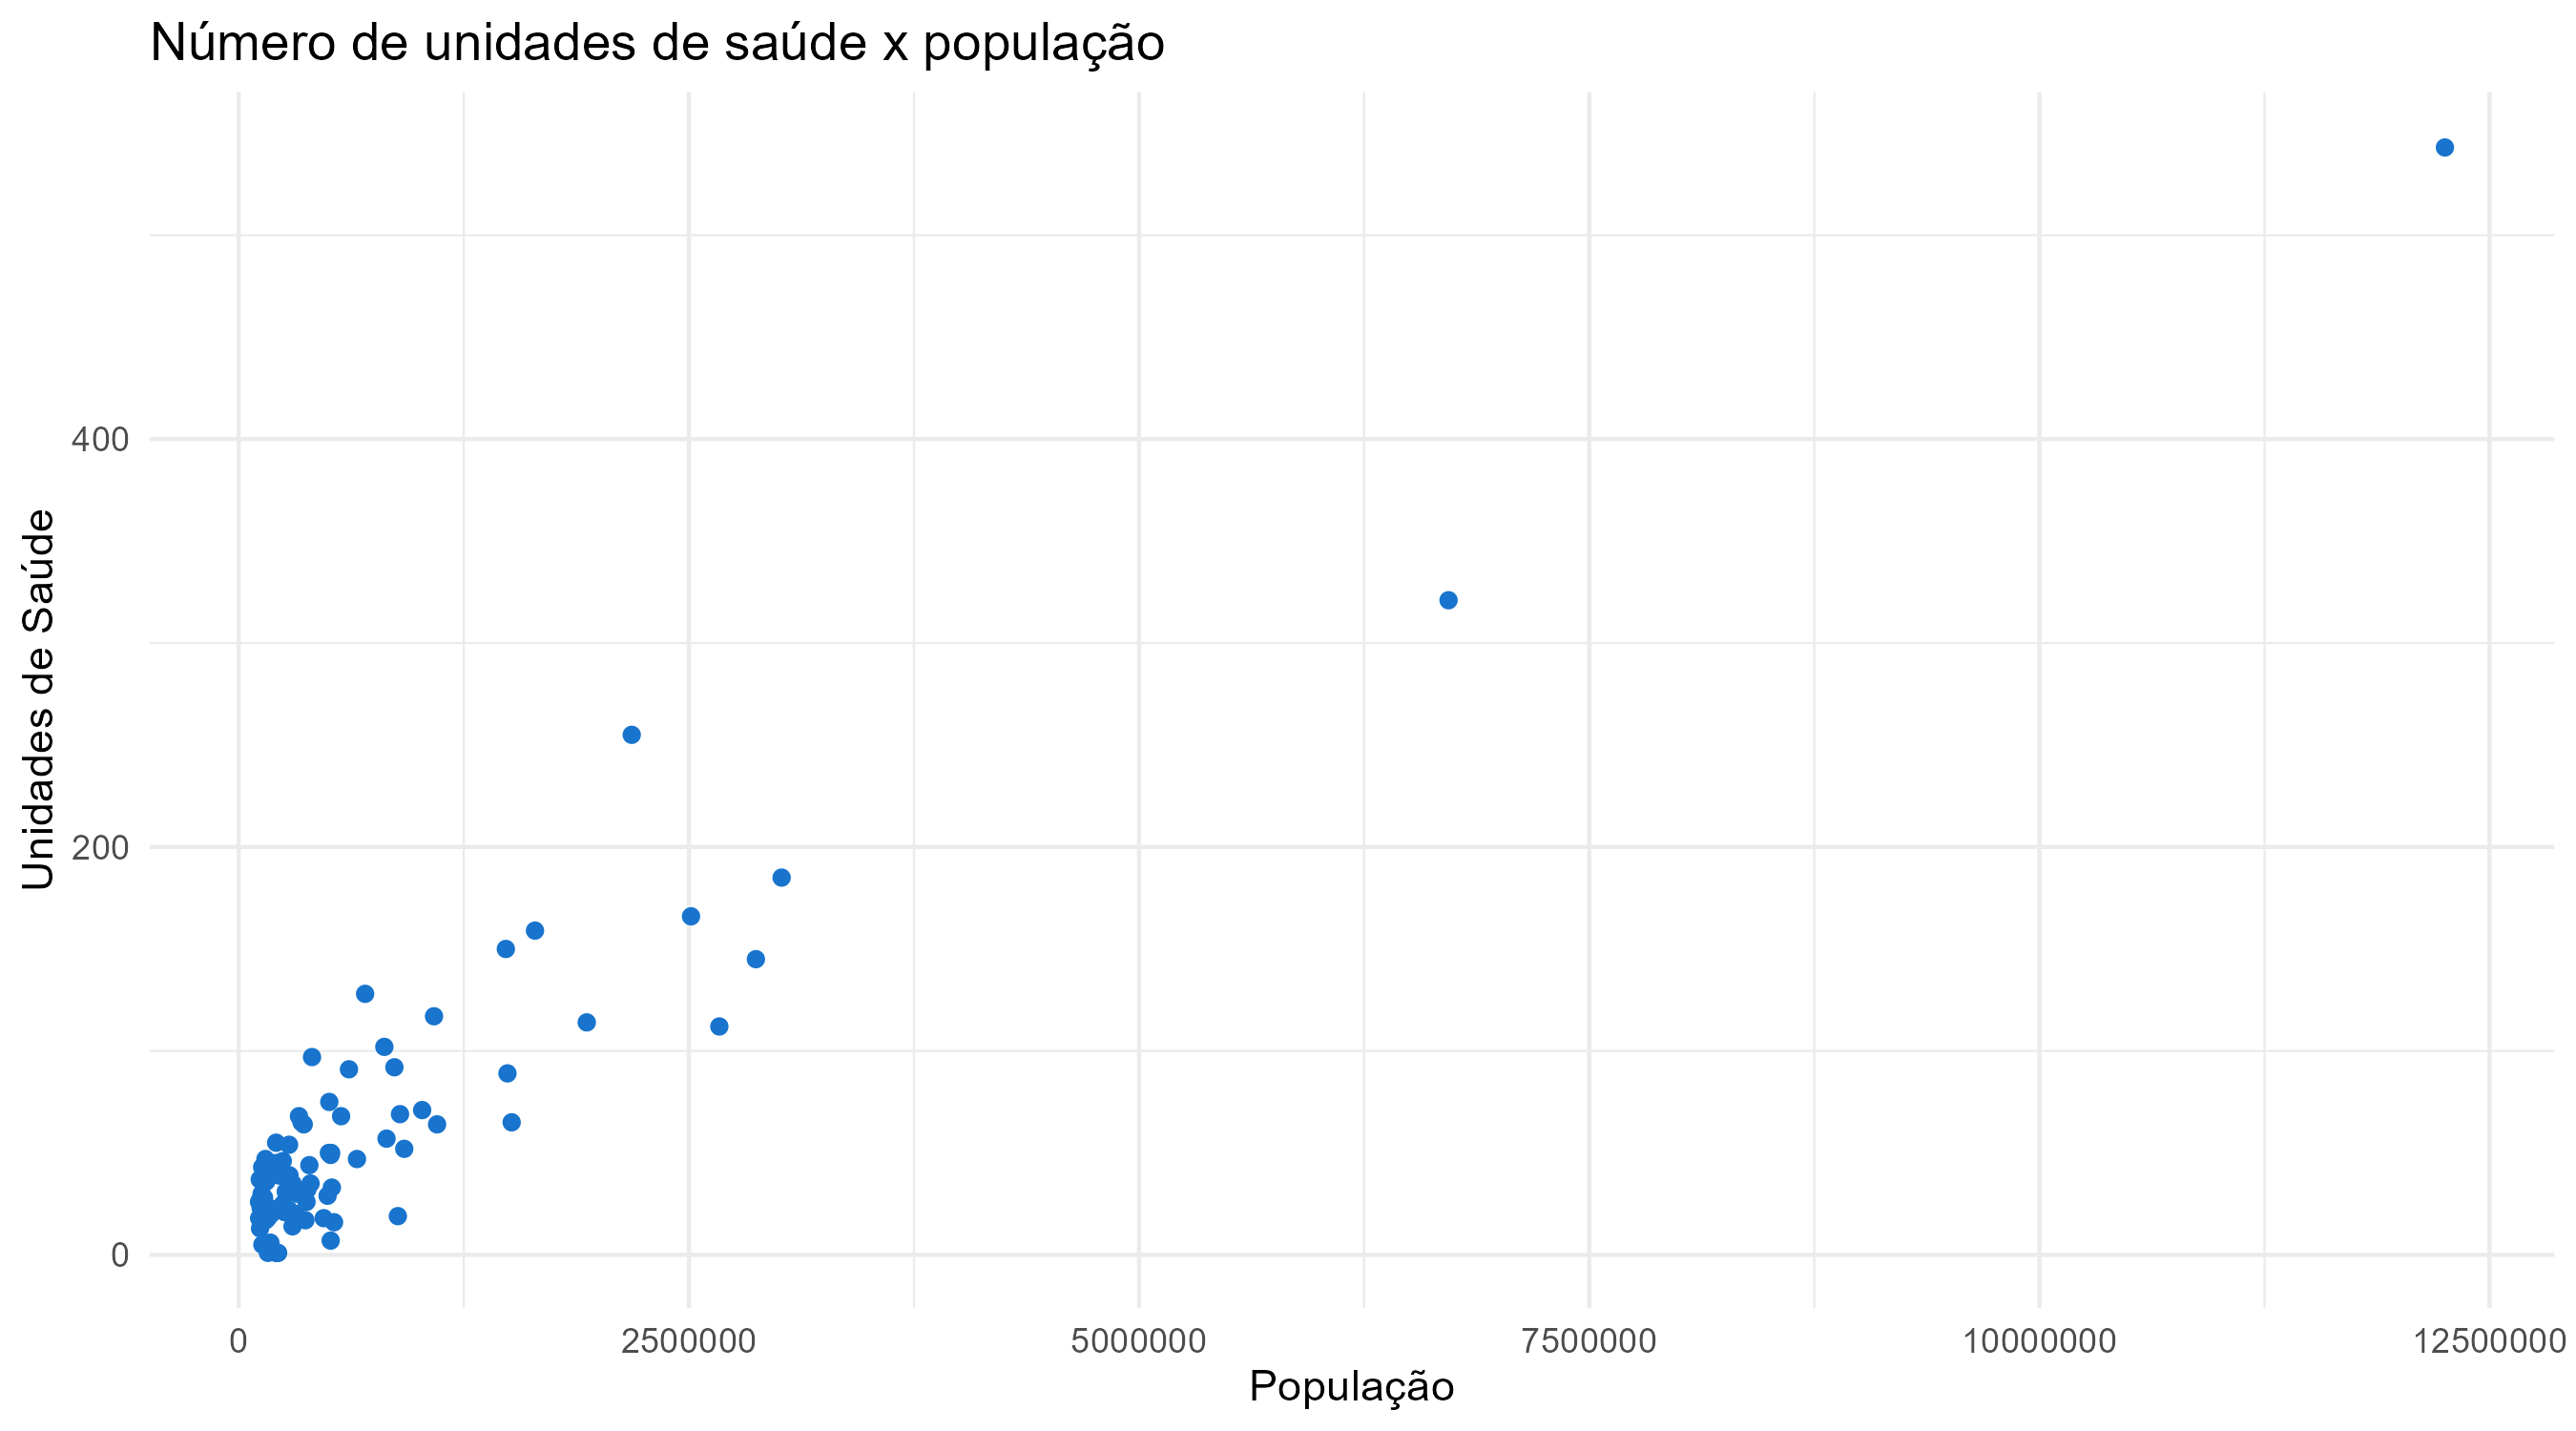 Número de unidades de saúde x população
Unidades de Saúde
400
200
0
0 2500000 5000000 7500000 10000000 12500000
População